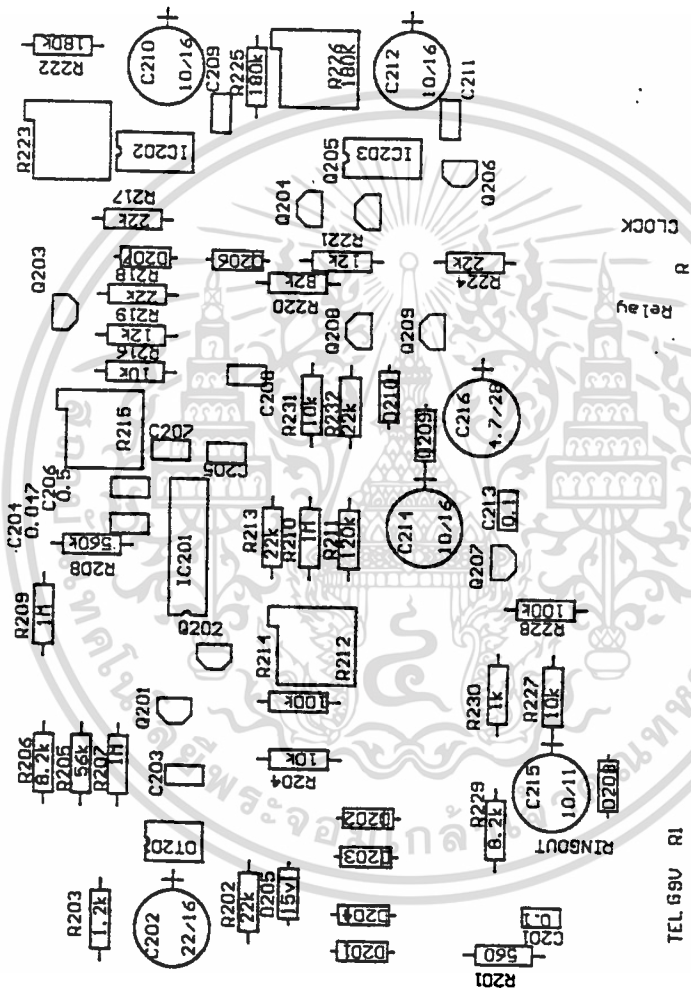 R222
180k
C210
10/16
C209
R225
180k
R226
180k
C212
10/16
C211
R223
IC202
Q205
IC203
Q206
Q204
R217
22k
R221
12k
R224
22k
CLOCK
R
Relay
Q203
D207
R218
22k
R219
12k
R216
10k
D206
82k
R220
Q208
Q209
R215
C207
C205
C208
R231
10k
R232
22k
D210
D209
C216
4.7/28
C204
0.047
C206
0.5
R208
560k
IC201
R213
22k
R210
1M
R211
120k
C214
10/16
C213
0.1
Q207
R209
1M
Q202
R214
R212
100k
R228
100k
Q201
R230
1k
R227
10k
R206
8.2k
R205
56k
R207
1M
C203
R204
10k
C215
10/11
D208
R229
8.2k
RINGOUT
D202
D203
D204
D201
R203
1.2k
C202
22/16
R202
22k
D205
15v
C201
0.1
R201
560
TEL 69V R1